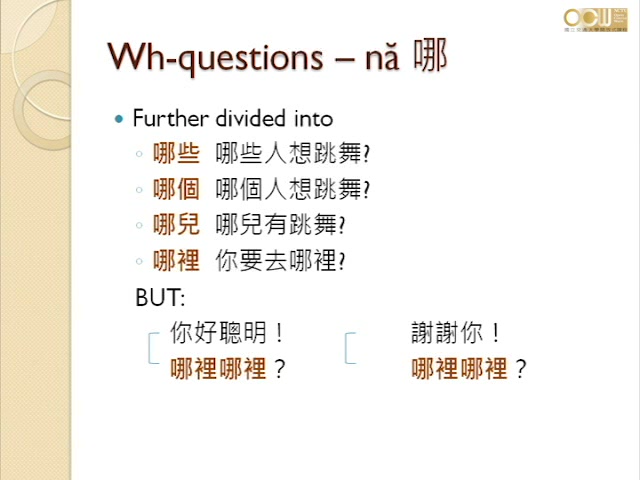 Wh-questions – nă 哪
Further divided into
哪些 哪些人想跳舞?
哪個 哪個人想跳舞?
哪兒 哪兒有跳舞?
哪裡 你要去哪裡?
BUT:
你好聰明！ 謝謝你！
哪裡哪裡？ 哪裡哪裡？